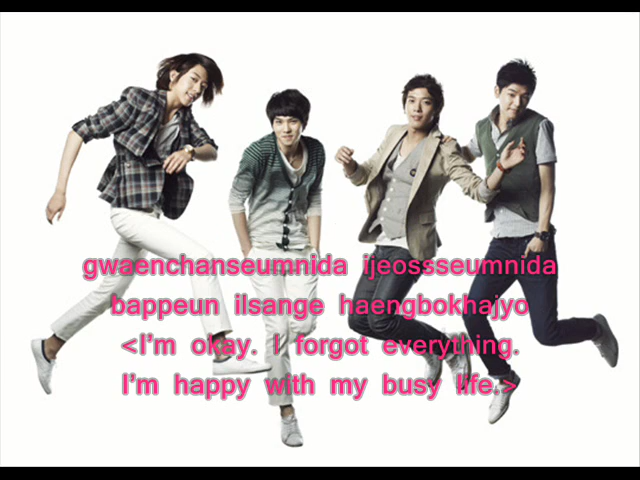 gwaenchanseumnida ijeossseumnida
bappeun ilsange haengbokhajyo
<I'm okay. I forgot everything.
I'm happy with my busy life.>